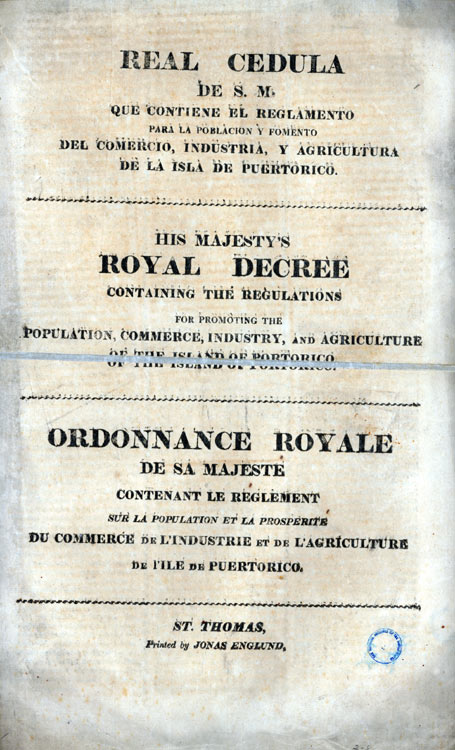 REAL CEDULA
DE S. M.
QUE CONTIENE EL REGLAMENTO
PARA LA POBLACION Y FOMENTO
DEL COMERCIO, INDUSTRIA, Y AGRICULTURA
DE LA ISLA DE PUERTORICO.
HIS MAJESTY'S
ROYAL DECREE
CONTAINING THE REGULATIONS
FOR PROMOTING THE
POPULATION, COMMERCE, INDUSTRY, AND AGRICULTURE
OF THE ISLAND OF PORTORICO.
ORDONNANCE ROYALE
DE SA MAJESTE
CONTENANT LE REGLEMENT
SUR LA POPULATION ET LA PROSPERITE
DU COMMERCE DE L'INDUSTRIE ET DE L'AGRICULTURE
DE l'ILE DE PUERTORICO.
ST. THOMAS,
Printed by JONAS ENGLUND,